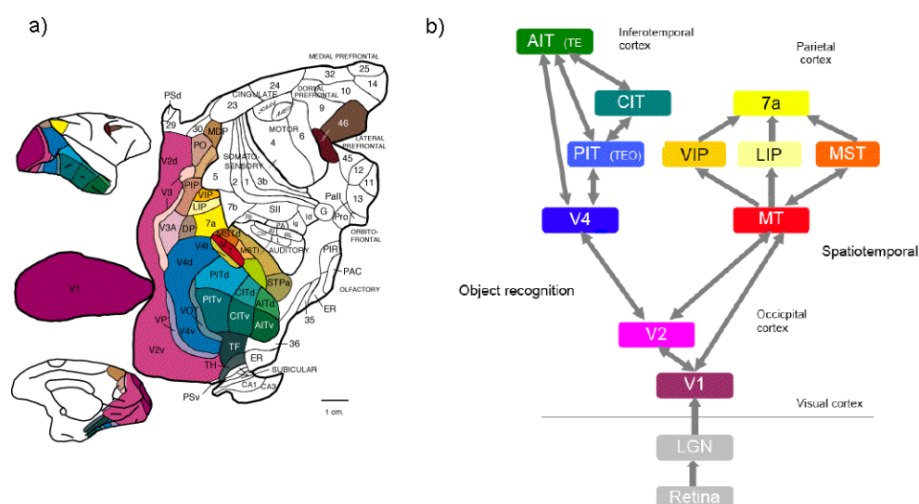 a)
MEDIAL PREFRONTAL
25
32
14
24
10
CINGULATE
DORSAL
PREFRONTAL
PSd
23
9
29
30
MDP
MOTOR
6
46
4
LATERAL
PREFRONTAL
PO
V2d
SOMATO-
SENSORY
45
12
11
5
2
1
3b
13
V3
PIP
VIP
LIP
7b
SII
PaII
G
Pro
ORBITO-
FRONTAL
V3A
DP
7a
MSTd
AUDITORY
V4t
MSTl
PIR
V1
V4d
PITd
STPa
PAC
OLFACTORY
CITd
AITd
PITv
ER
VOT
CITv
AITv
35
VP
V4v
V2v
TF
36
ER
TH
SUBICULAR
PSv
CA1
CA3
1 cm.
b)
AIT (TE
Inferotemporal
cortex
Parietal
cortex
CIT
7a
PIT (TEO)
VIP
LIP
MST
V4
MT
Spatiotemporal
Object recognition
V2
Occicpital
cortex
V1
Visual cortex
LGN
Retina